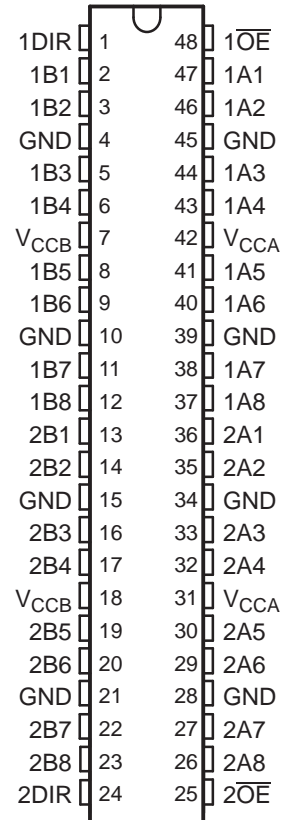 1DIR 1 48 1O̅E̅
1B1 2 47 1A1
1B2 3 46 1A2
GND 4 45 GND
1B3 5 44 1A3
1B4 6 43 1A4
VCCB 7 42 VCCA
1B5 8 41 1A5
1B6 9 40 1A6
GND 10 39 GND
1B7 11 38 1A7
1B8 12 37 1A8
2B1 13 36 2A1
2B2 14 35 2A2
GND 15 34 GND
2B3 16 33 2A3
2B4 17 32 2A4
VCCB 18 31 VCCA
2B5 19 30 2A5
2B6 20 29 2A6
GND 21 28 GND
2B7 22 27 2A7
2B8 23 26 2A8
2DIR 24 25 2O̅E̅